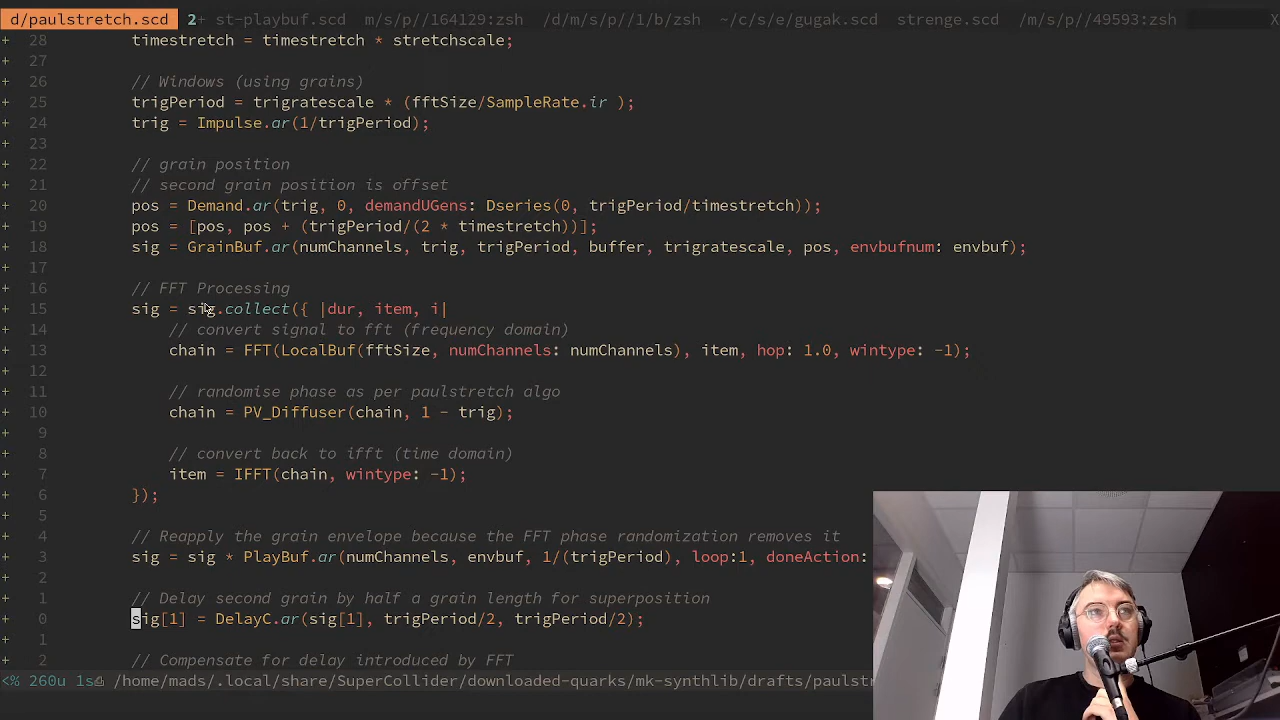 d/paulstretch.scd 2+ st-playbuf.scd m/s/p//164129:zsh /d/m/s/p//1/b/zsh ~/c/s/e/gugak.scd strenge.scd /m/s/p//49593:zsh X
+ 28 timestretch = timestretch * stretchscale;
+ 27
+ 26 // Windows (using grains)
+ 25 trigPeriod = trigratescale * (fftSize/SampleRate.ir );
+ 24 trig = Impulse.ar(1/trigPeriod);
+ 23
+ 22 // grain position
+ 21 // second grain position is offset
+ 20 pos = Demand.ar(trig, 0, demandUGens: Dseries(0, trigPeriod/timestretch));
+ 19 pos = [pos, pos + (trigPeriod/(2 * timestretch))];
+ 18 sig = GrainBuf.ar(numChannels, trig, trigPeriod, buffer, trigratescale, pos, envbufnum: envbuf);
+ 17
+ 16 // FFT Processing
+ 15 sig = sig.collect({ |dur, item, i|
+ 14 // convert signal to fft (frequency domain)
+ 13 chain = FFT(LocalBuf(fftSize, numChannels: numChannels), item, hop: 1.0, wintype: -1);
+ 12
+ 11 // randomise phase as per paulstretch algo
+ 10 chain = PV_Diffuser(chain, 1 - trig);
+ 9
+ 8 // convert back to ifft (time domain)
+ 7 item = IFFT(chain, wintype: -1);
+ 6 });
+ 5
+ 4 // Reapply the grain envelope because the FFT phase randomization removes it
+ 3 sig = sig * PlayBuf.ar(numChannels, envbuf, 1/(trigPeriod), loop:1, doneAction:
+ 2
+ 1 // Delay second grain by half a grain length for superposition
+ 0 sig[1] = DelayC.ar(sig[1], trigPeriod/2, trigPeriod/2);
+ 1
+ 2 // Compensate for delay introduced by FFT
<% 260u 1s /home/mads/.local/share/SuperCollider/downloaded-quarks/mk-synthlib/drafts/paulstr